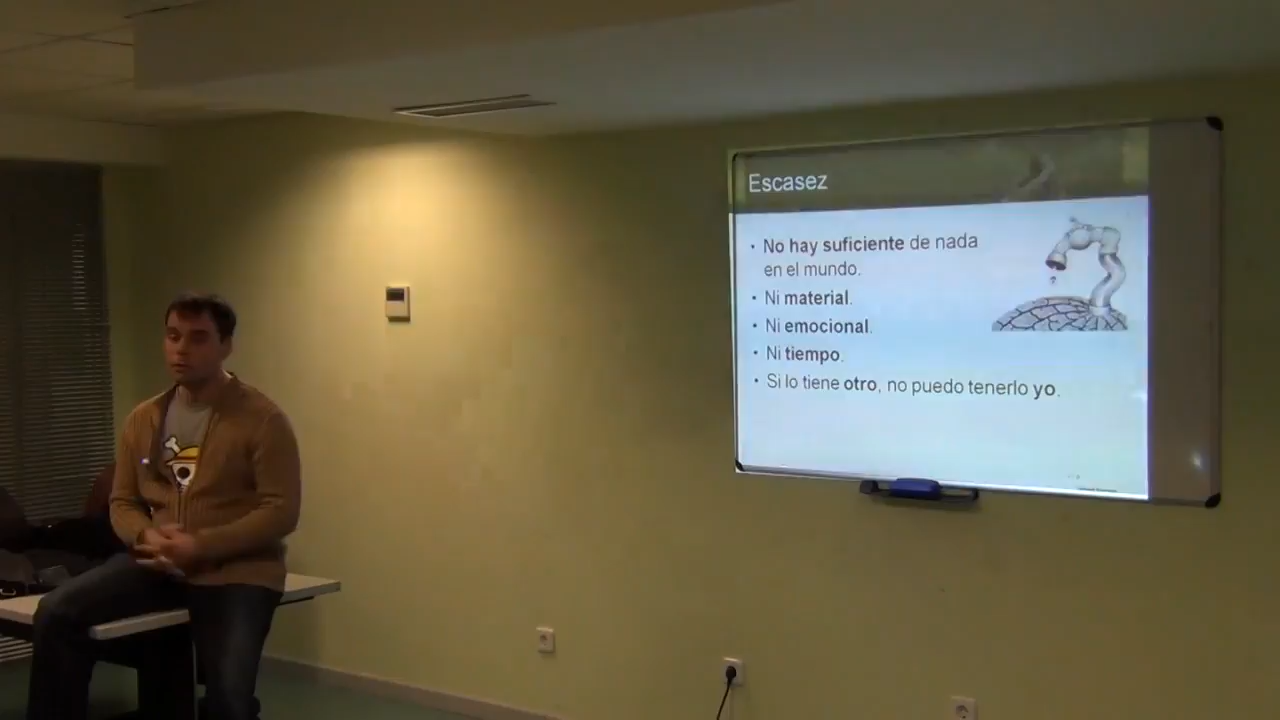 Escasez
• No hay suficiente de nada
en el mundo.
• Ni material.
• Ni emocional.
• Ni tiempo.
• Si lo tiene otro, no puedo tenerlo yo.